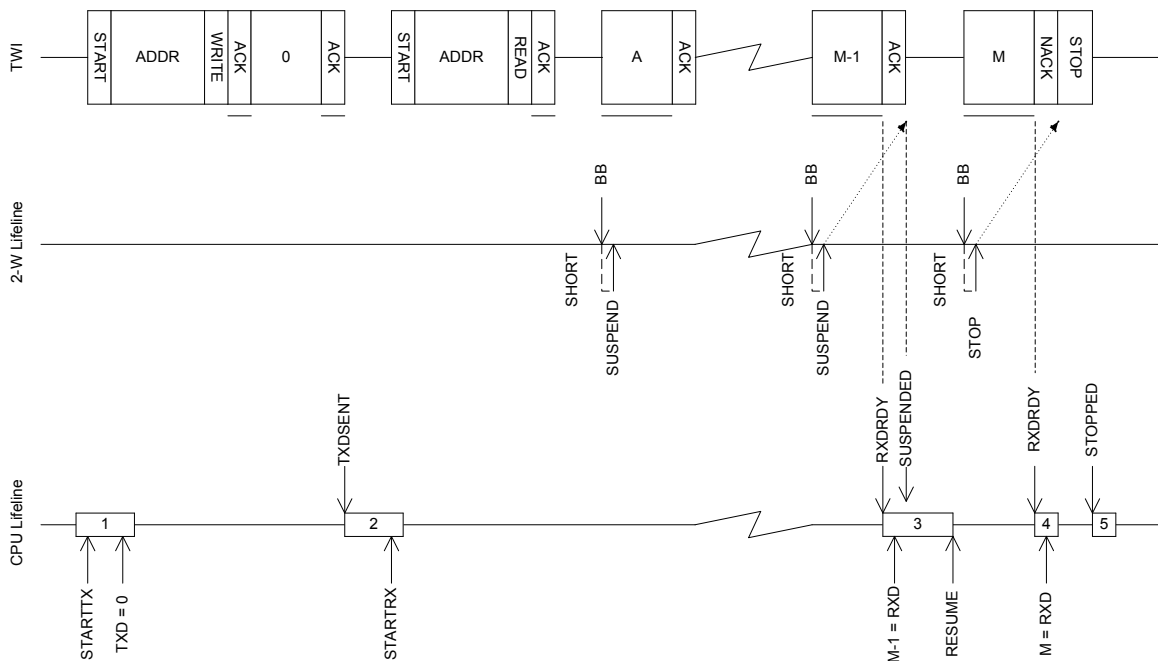 TWI
START
ADDR
WRITE
ACK
0
ACK
START
ADDR
READ
ACK
A
ACK
M-1
ACK
M
NACK
STOP
2-W Lifeline
BB
SHORT
SUSPEND
BB
SHORT
SUSPEND
BB
SHORT
STOP
CPU Lifeline
TXDSENT
RXDRDY
SUSPENDED
RXDRDY
STOPPED
1
2
3
4
5
STARTTX
TXD = 0
STARTRX
M-1 = RXD
RESUME
M = RXD